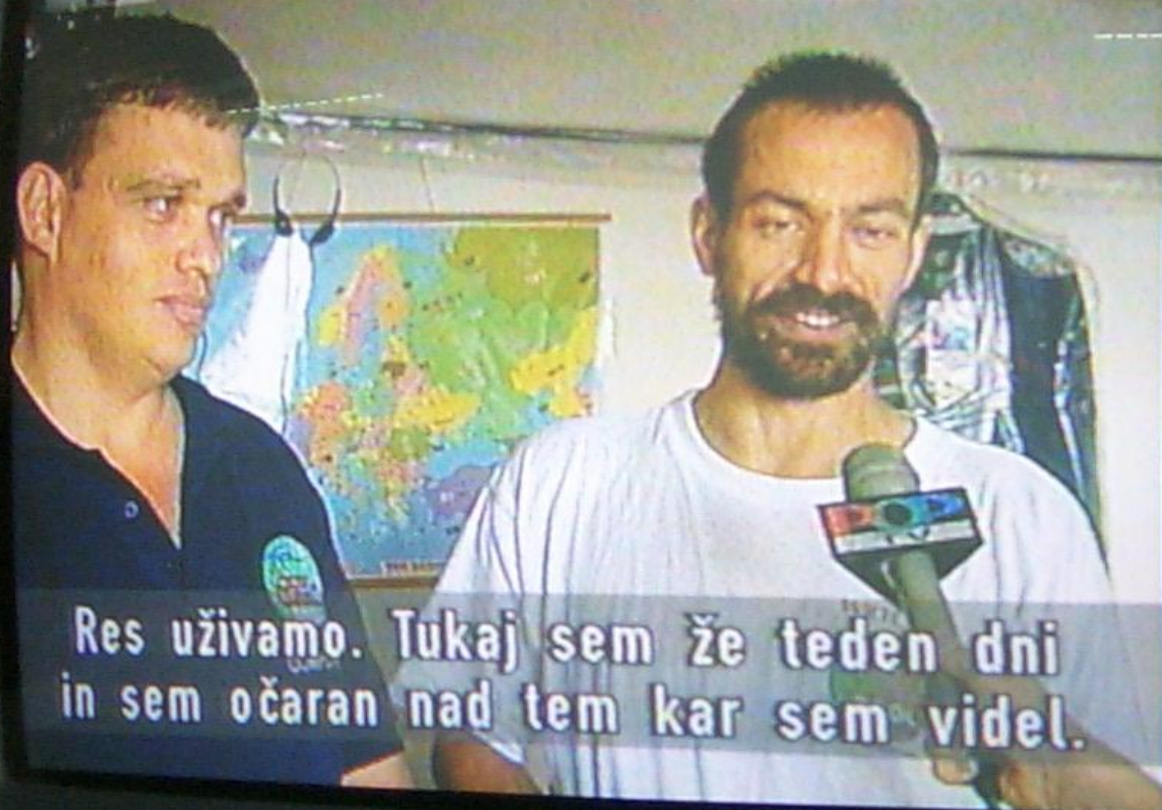 Res uživamo. Tukaj sem že teden dni
in sem očaran nad tem kar sem videl.